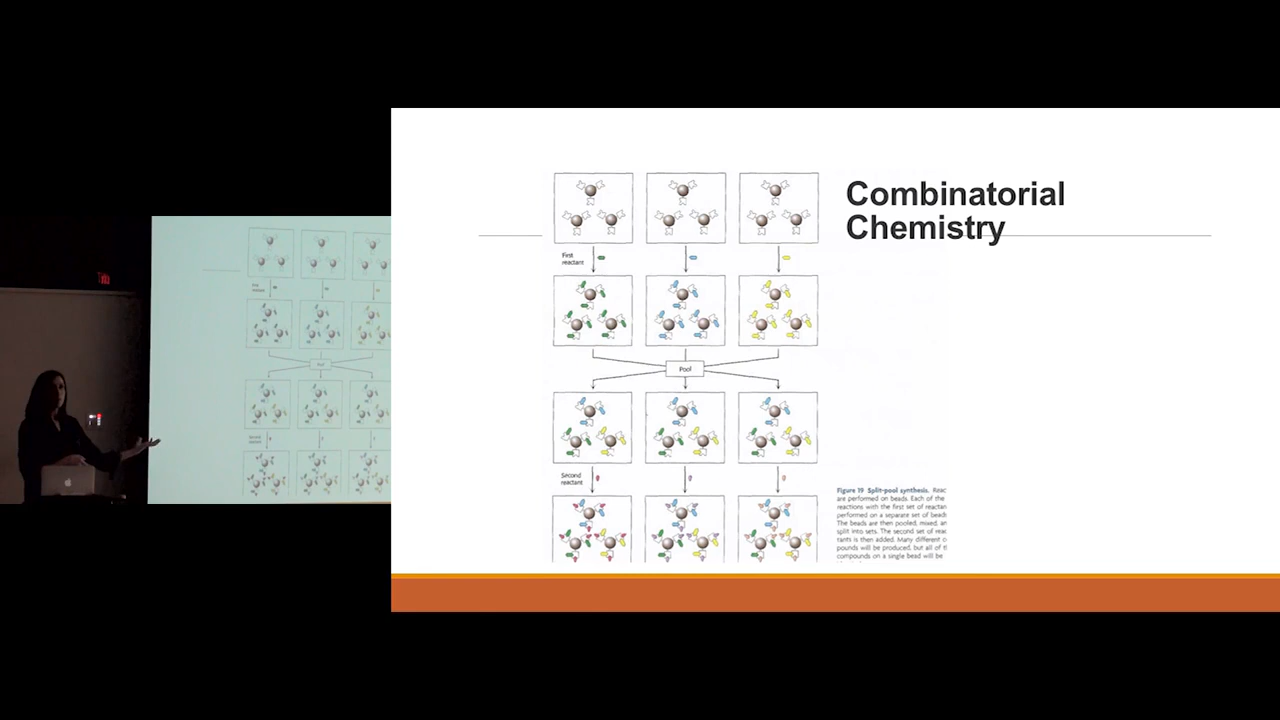 Combinatorial
Chemistry
First
reactant
Pool
Second
reactant
Figure 19 Split-pool synthesis. Reac
are performed on beads. Each of the
reactions with the first set of reactan
performed on a separate set of beads
The beads are then pooled, mixed, an
split into sets. The second set of reac
tants is then added. Many different c
pounds will be produced, but all of t
compounds on a single bead will be
Pool